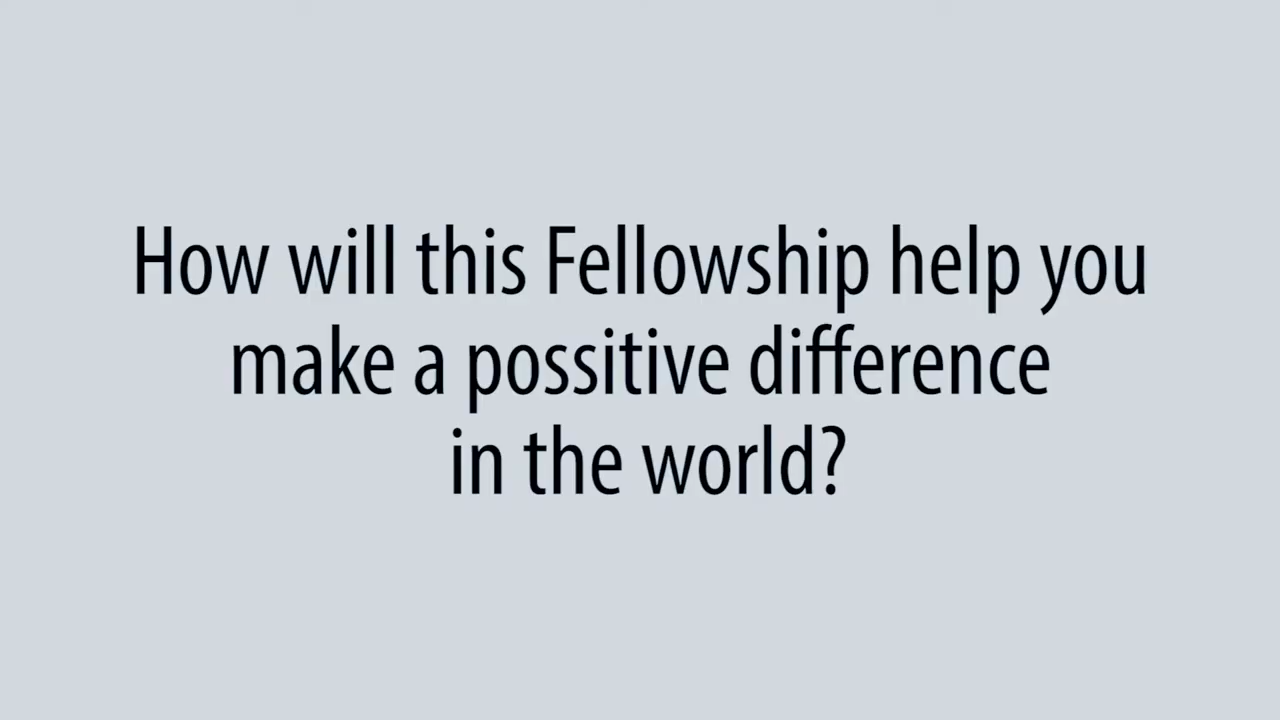 How will this Fellowship help you
make a possitive difference
in the world?